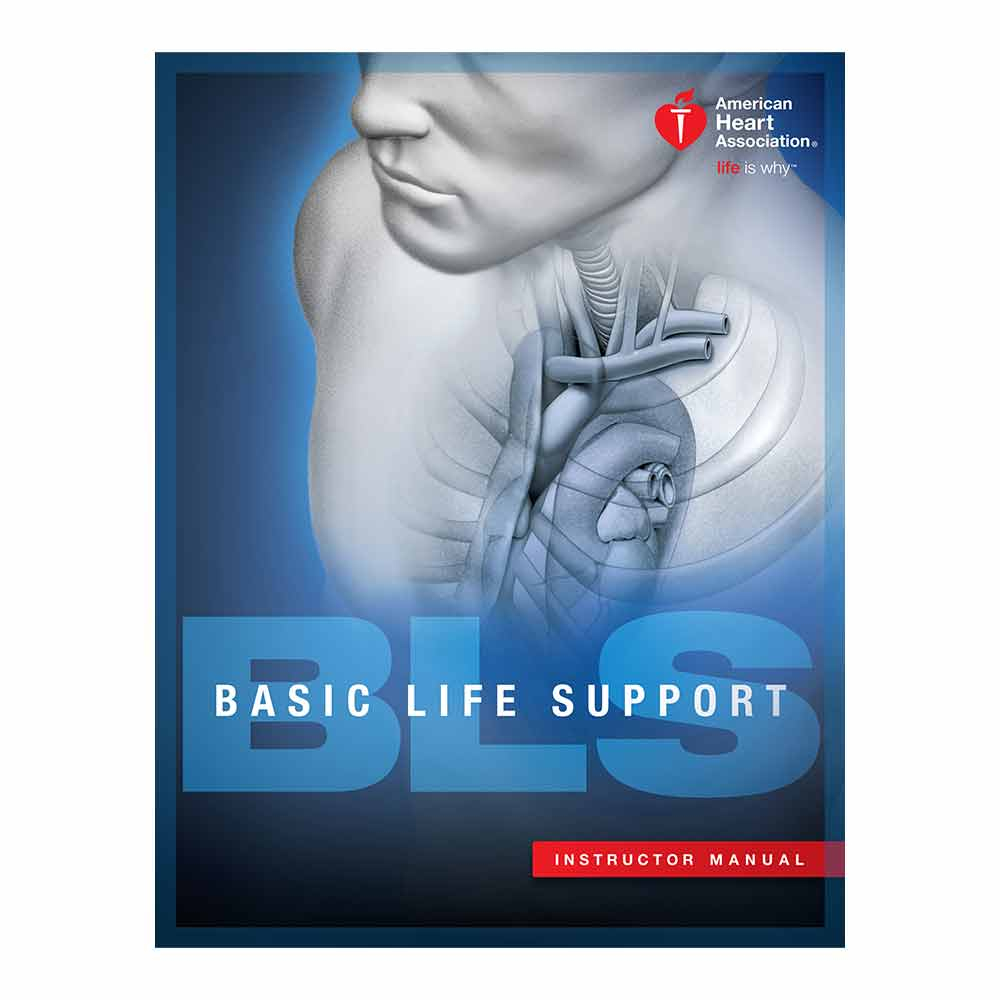 American
Heart
Association®
life is why™
BLS
BASIC LIFE SUPPORT
INSTRUCTOR MANUAL